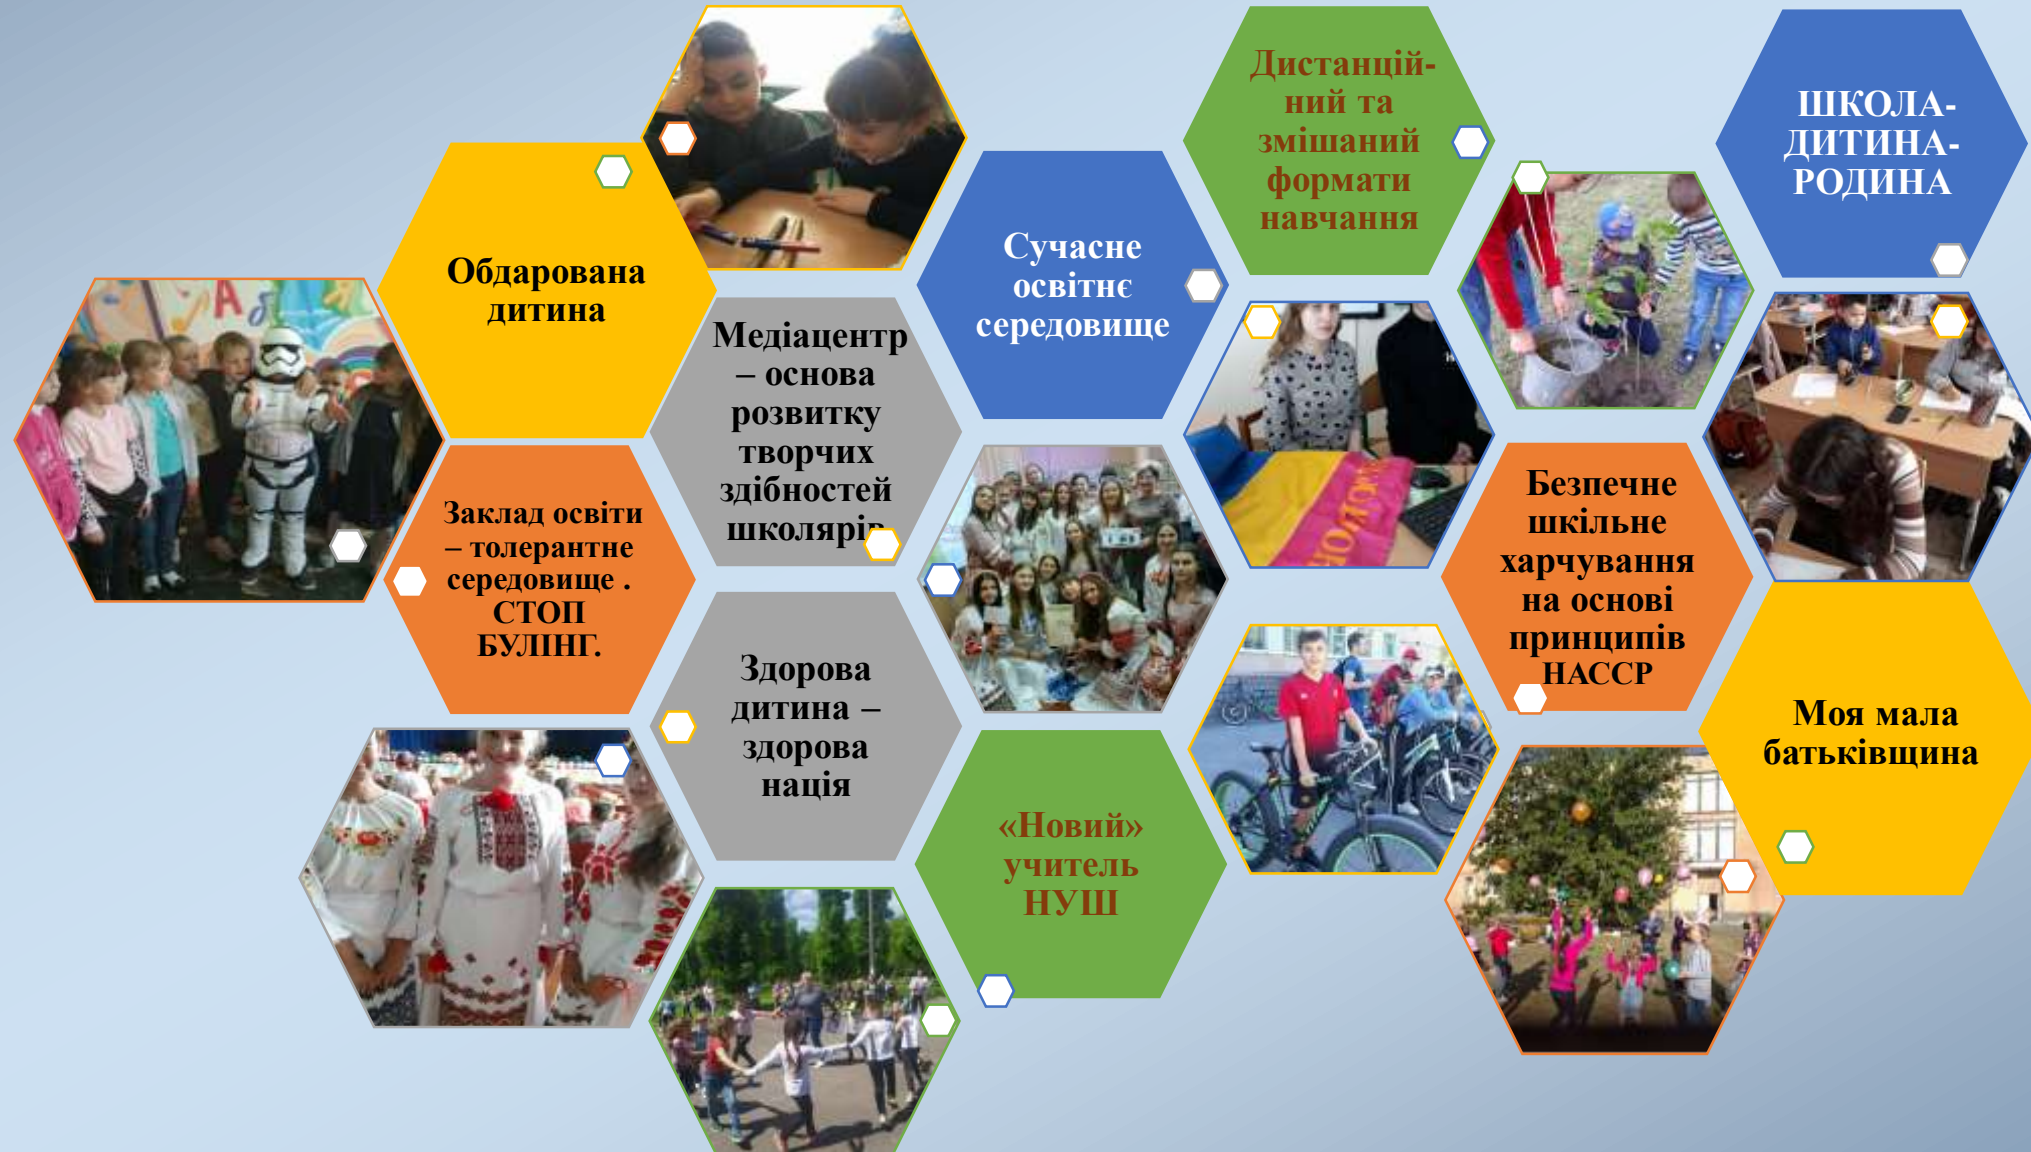 Обдарована
дитина
Заклад освіти
– толерантне
середовище .
СТОП
БУЛІНГ.
Медіацентр
– основа
розвитку
творчих
здібностей
школярів
Здорова
дитина –
здорова
нація
Сучасне
освітнє
середовище
«Новий»
учитель
НУШ
Дистанцій-
ний та
змішаний
формати
навчання
Безпечне
шкільне
харчування
на основі
принципів
НАССР
ШКОЛА-
ДИТИНА-
РОДИНА
Моя мала
батьківщина